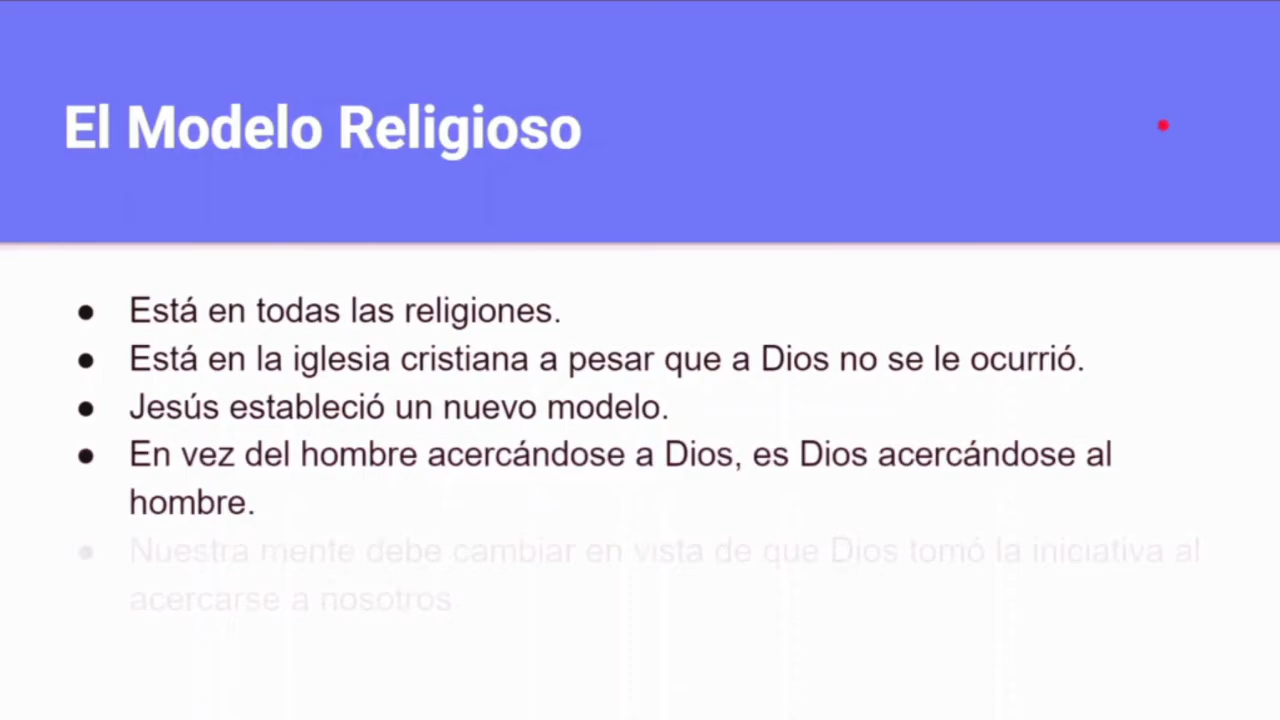 El Modelo Religioso
● Está en todas las religiones.
● Está en la iglesia cristiana a pesar que a Dios no se le ocurrió.
● Jesús estableció un nuevo modelo.
● En vez del hombre acercándose a Dios, es Dios acercándose al
hombre.
● Nuestra mente debe cambiar en vista de que Dios tomó la iniciativa al
acercarse a nosotros